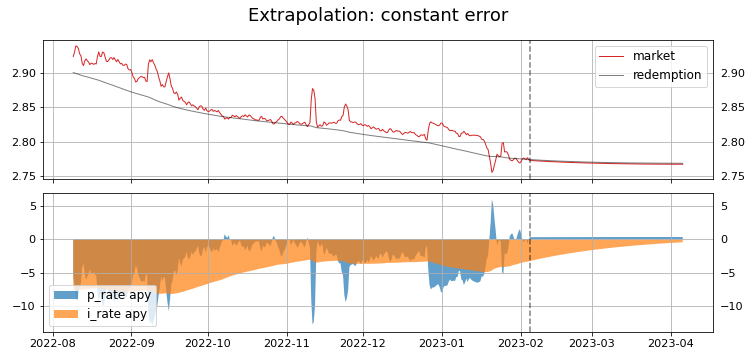 Extrapolation: constant error
2.90 2.90
2.85 2.85
2.80 2.80
2.75 2.75
market
redemption
5 5
0 0
−5 −5
−10 −10
p_rate apy
i_rate apy
2022-08 2022-09 2022-10 2022-11 2022-12 2023-01 2023-02 2023-03 2023-04